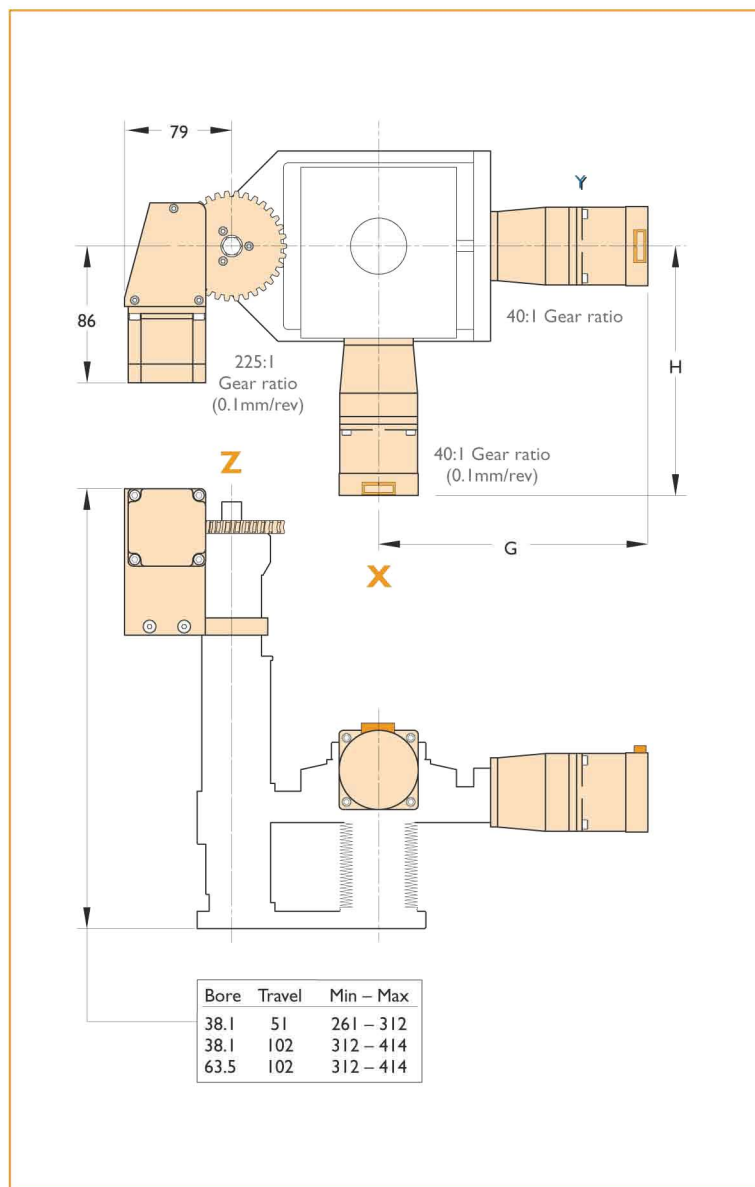 79
Y
86
40:1 Gear ratio
H
225:1
Gear ratio
(0.1mm/rev)
40:1 Gear ratio
(0.1mm/rev)
Z
G
X
Bore Travel Min – Max
38.1 51 261 – 312
38.1 102 312 – 414
63.5 102 312 – 414